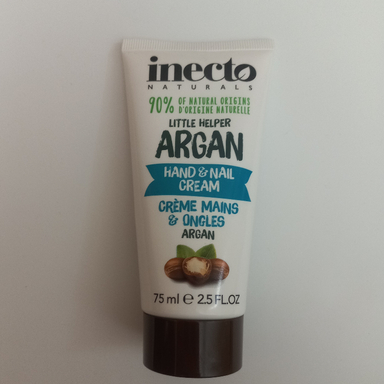 inecto
NATURALS
90% OF NATURAL ORIGINS
D'ORIGINE NATURELLE
LITTLE HELPER
ARGAN
HAND & NAIL
CREAM
CRÈME MAINS
& ONGLES
ARGAN
75 ml e 2.5 FL.OZ